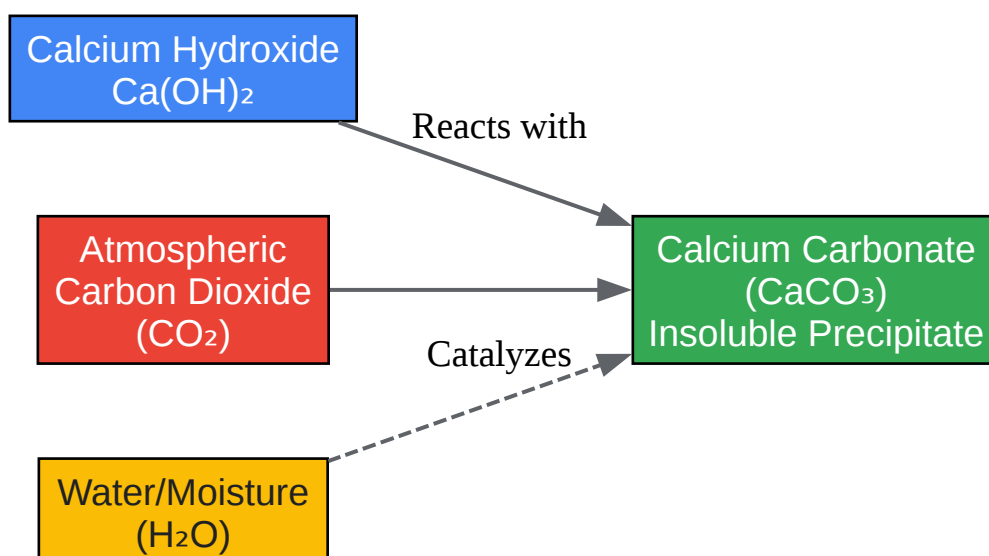 Calcium Hydroxide
Ca(OH)₂
Reacts with
Atmospheric
Carbon Dioxide
(CO₂)
Calcium Carbonate
(CaCO₃)
Insoluble Precipitate
Catalyzes
Water/Moisture
(H₂O)